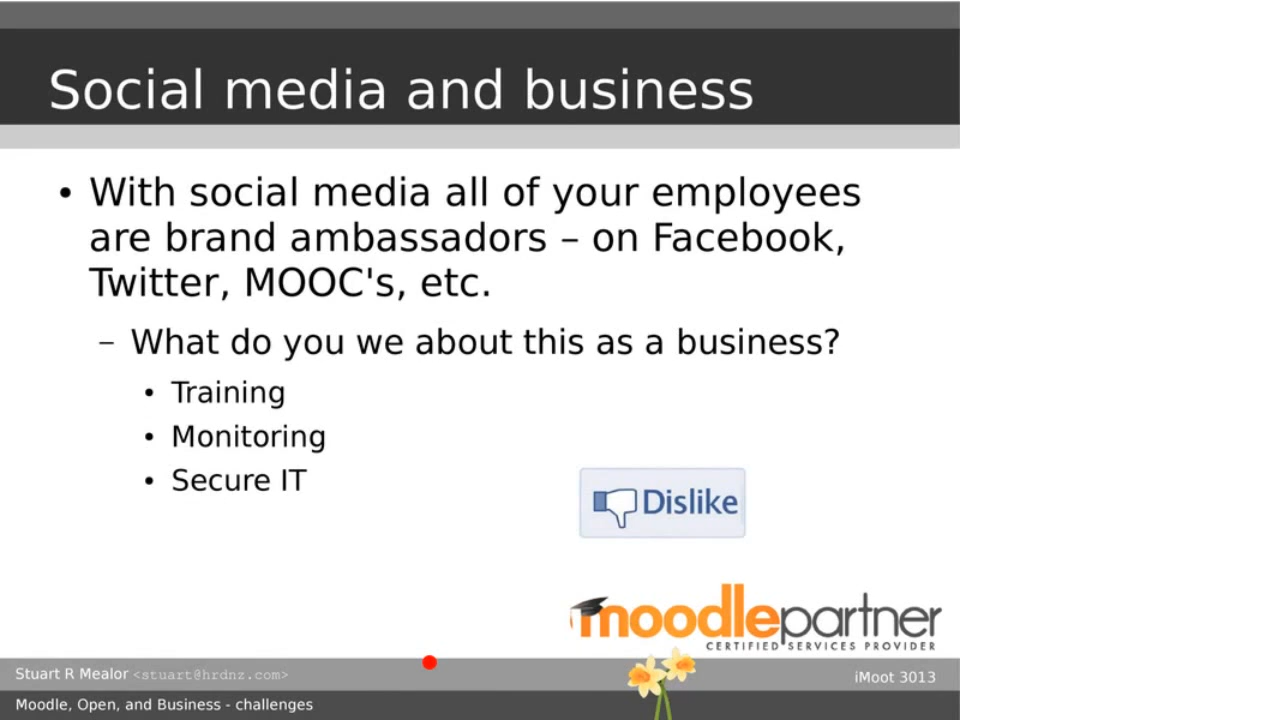 Social media and business
• With social media all of your employees
are brand ambassadors – on Facebook,
Twitter, MOOC's, etc.
– What do you we about this as a business?
• Training
• Monitoring
• Secure IT
Dislike
moodlepartner
CERTIFIED SERVICES PROVIDER
Stuart R Mealor <stuart@hrdnz.com>
iMoot 3013
Moodle, Open, and Business - challenges